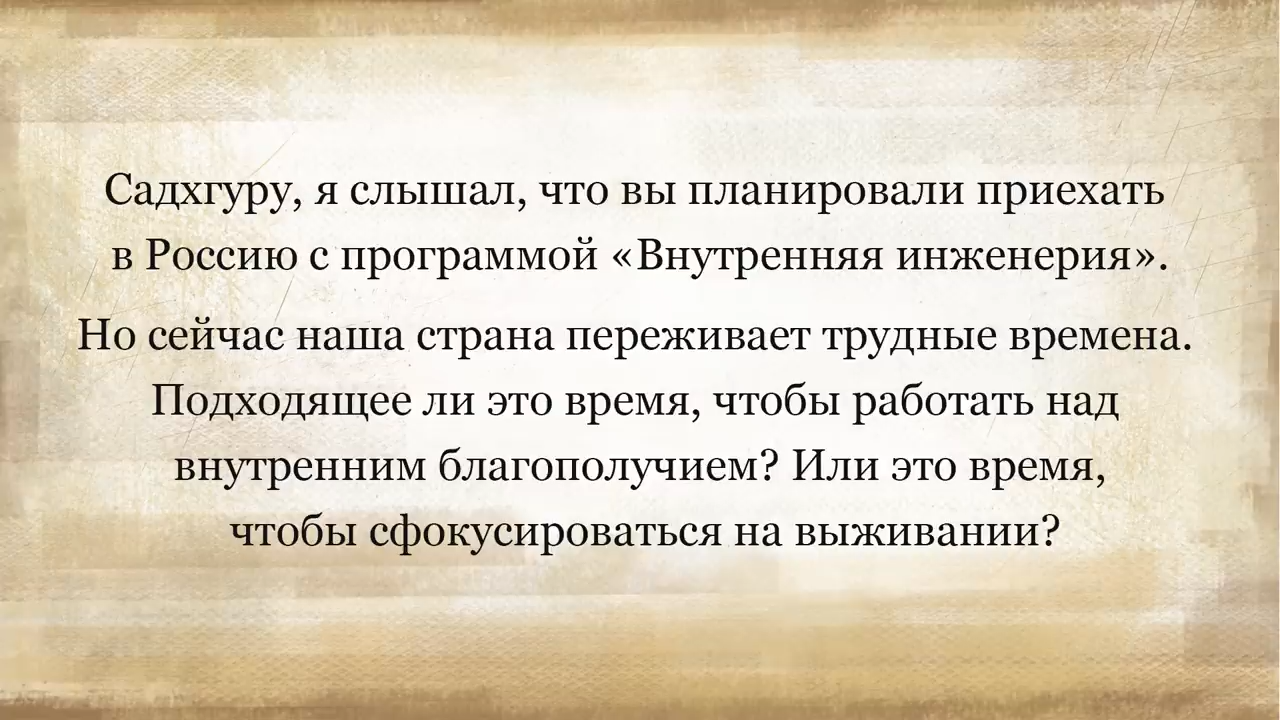 Садхгуру, я слышал, что вы планировали приехать
в Россию с программой «Внутренняя инженерия».
Но сейчас наша страна переживает трудные времена.
Подходящее ли это время, чтобы работать над
внутренним благополучием? Или это время,
чтобы сфокусироваться на выживании?